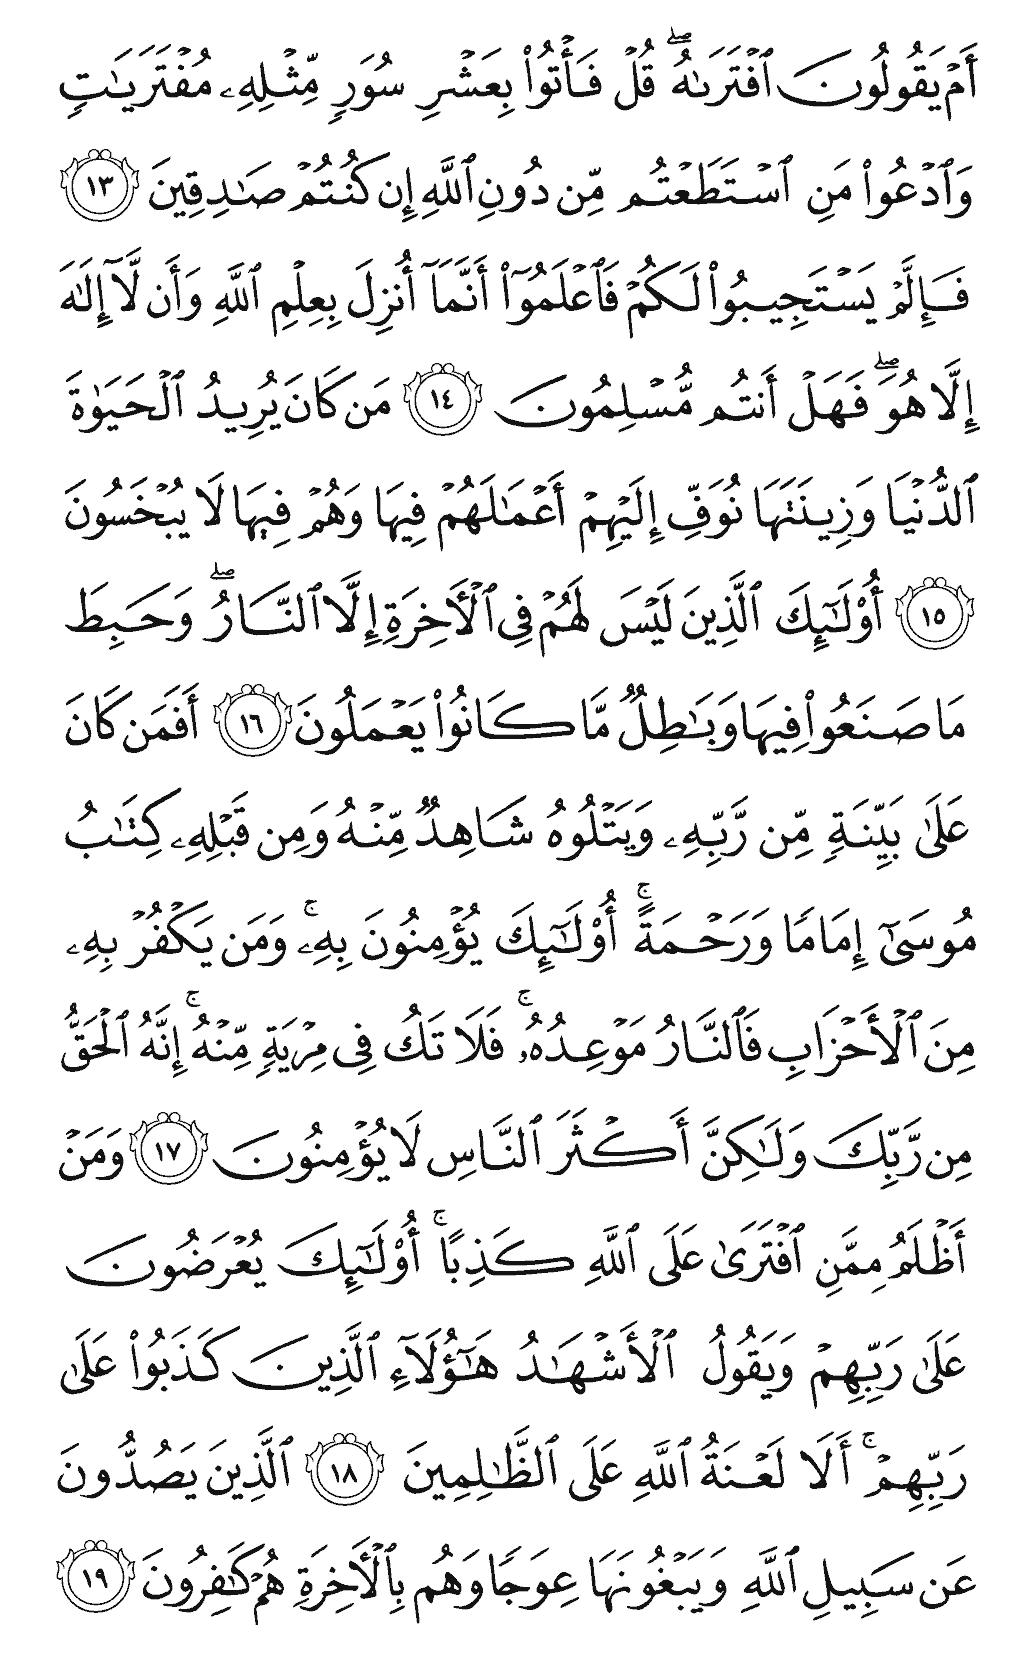 أَمۡ يَقُولُونَ ٱفۡتَرَىٰهُۖ قُلۡ فَأۡتُواْ بِعَشۡرِ سُوَرٖ مِّثۡلِهِۦ مُفۡتَرَيَٰتٖ
وَٱدۡعُواْ مَنِ ٱسۡتَطَعۡتُم مِّن دُونِ ٱللَّهِ إِن كُنتُمۡ صَٰدِقِينَ ١٣
فَإِلَّمۡ يَسۡتَجِيبُواْ لَكُمۡ فَٱعۡلَمُوٓاْ أَنَّمَآ أُنزِلَ بِعِلۡمِ ٱللَّهِ وَأَن لَّآ إِلَٰهَ
إِلَّا هُوَۖ فَهَلۡ أَنتُم مُّسۡلِمُونَ ١٤ مَن كَانَ يُرِيدُ ٱلۡحَيَوٰةَ
ٱلدُّنۡيَا وَزِينَتَهَا نُوَفِّ إِلَيۡهِمۡ أَعۡمَٰلَهُمۡ فِيهَا وَهُمۡ فِيهَا لَا يُبۡخَسُونَ
١٥ أُوْلَٰٓئِكَ ٱلَّذِينَ لَيۡسَ لَهُمۡ فِي ٱلۡأٓخِرَةِ إِلَّا ٱلنَّارُۖ وَحَبِطَ
مَا صَنَعُواْ فِيهَا وَبَٰطِلٞ مَّا كَانُواْ يَعۡمَلُونَ ١٦ أَفَمَن كَانَ
عَلَىٰ بَيِّنَةٖ مِّن رَّبِّهِۦ وَيَتۡلُوهُ شَاهِدٞ مِّنۡهُ وَمِن قَبۡلِهِۦ كِتَٰبُ
مُوسَىٰٓ إِمَامٗا وَرَحۡمَةًۚ أُوْلَٰٓئِكَ يُؤۡمِنُونَ بِهِۦۚ وَمَن يَكۡفُرۡ بِهِۦ
مِنَ ٱلۡأَحۡزَابِ فَٱلنَّارُ مَوۡعِدُهُۥۚ فَلَا تَكُ فِي مِرۡيَةٖ مِّنۡهُۚ إِنَّهُ ٱلۡحَقُّ
مِن رَّبِّكَ وَلَٰكِنَّ أَكۡثَرَ ٱلنَّاسِ لَا يُؤۡمِنُونَ ١٧ وَمَنۡ
أَظۡلَمُ مِمَّنِ ٱفۡتَرَىٰ عَلَى ٱللَّهِ كَذِبًاۚ أُوْلَٰٓئِكَ يُعۡرَضُونَ
عَلَىٰ رَبِّهِمۡ وَيَقُولُ ٱلۡأَشۡهَٰدُ هَٰٓؤُلَآءِ ٱلَّذِينَ كَذَبُواْ عَلَىٰ
رَبِّهِمۡۚ أَلَا لَعۡنَةُ ٱللَّهِ عَلَى ٱلظَّٰلِمِينَ ١٨ ٱلَّذِينَ يَصُدُّونَ
عَن سَبِيلِ ٱللَّهِ وَيَبۡغُونَهَا عِوَجٗا وَهُم بِٱلۡأٓخِرَةِ هُمۡ كَٰفِرُونَ ١٩